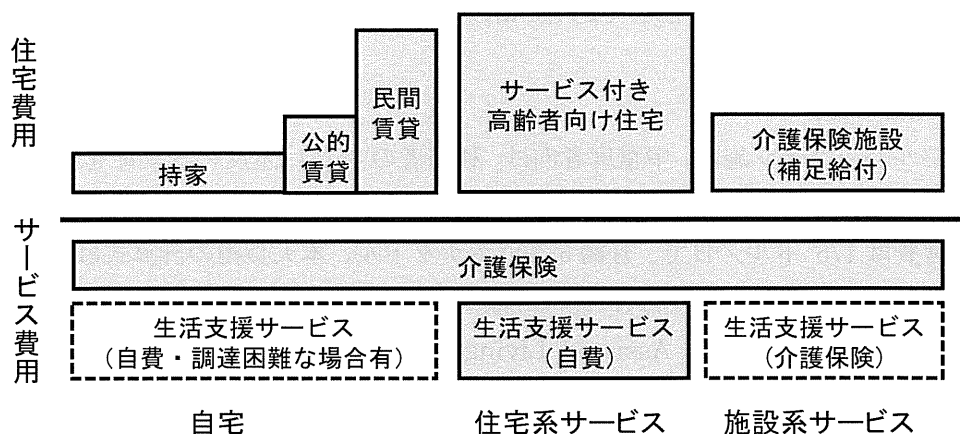 住宅費用
持家
公的
賃貸
民間
賃貸
サービス付き
高齢者向け住宅
介護保険施設
（補足給付）
サービス費用
介護保険
生活支援サービス
（自費・調達困難な場合有）
生活支援サービス
（自費）
生活支援サービス
（介護保険）
自宅
住宅系サービス
施設系サービス